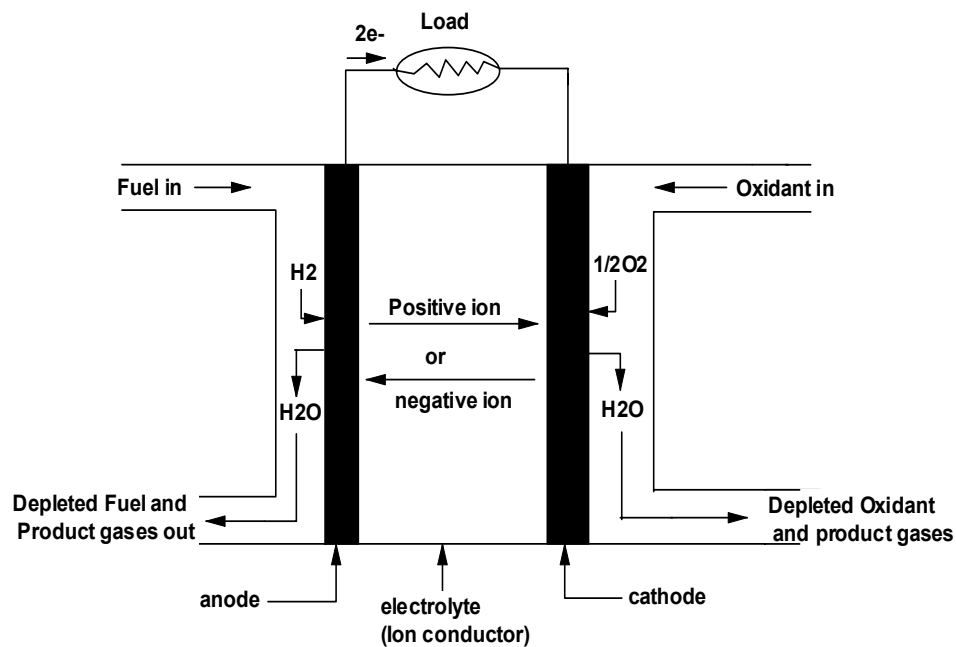 Load
2e-
Fuel in
Oxidant in
H2
1/2O2
Positive ion
or
negative ion
H2O
H2O
Depleted Fuel and
Product gases out
Depleted Oxidant
and product gases
anode
electrolyte
(Ion conductor)
cathode